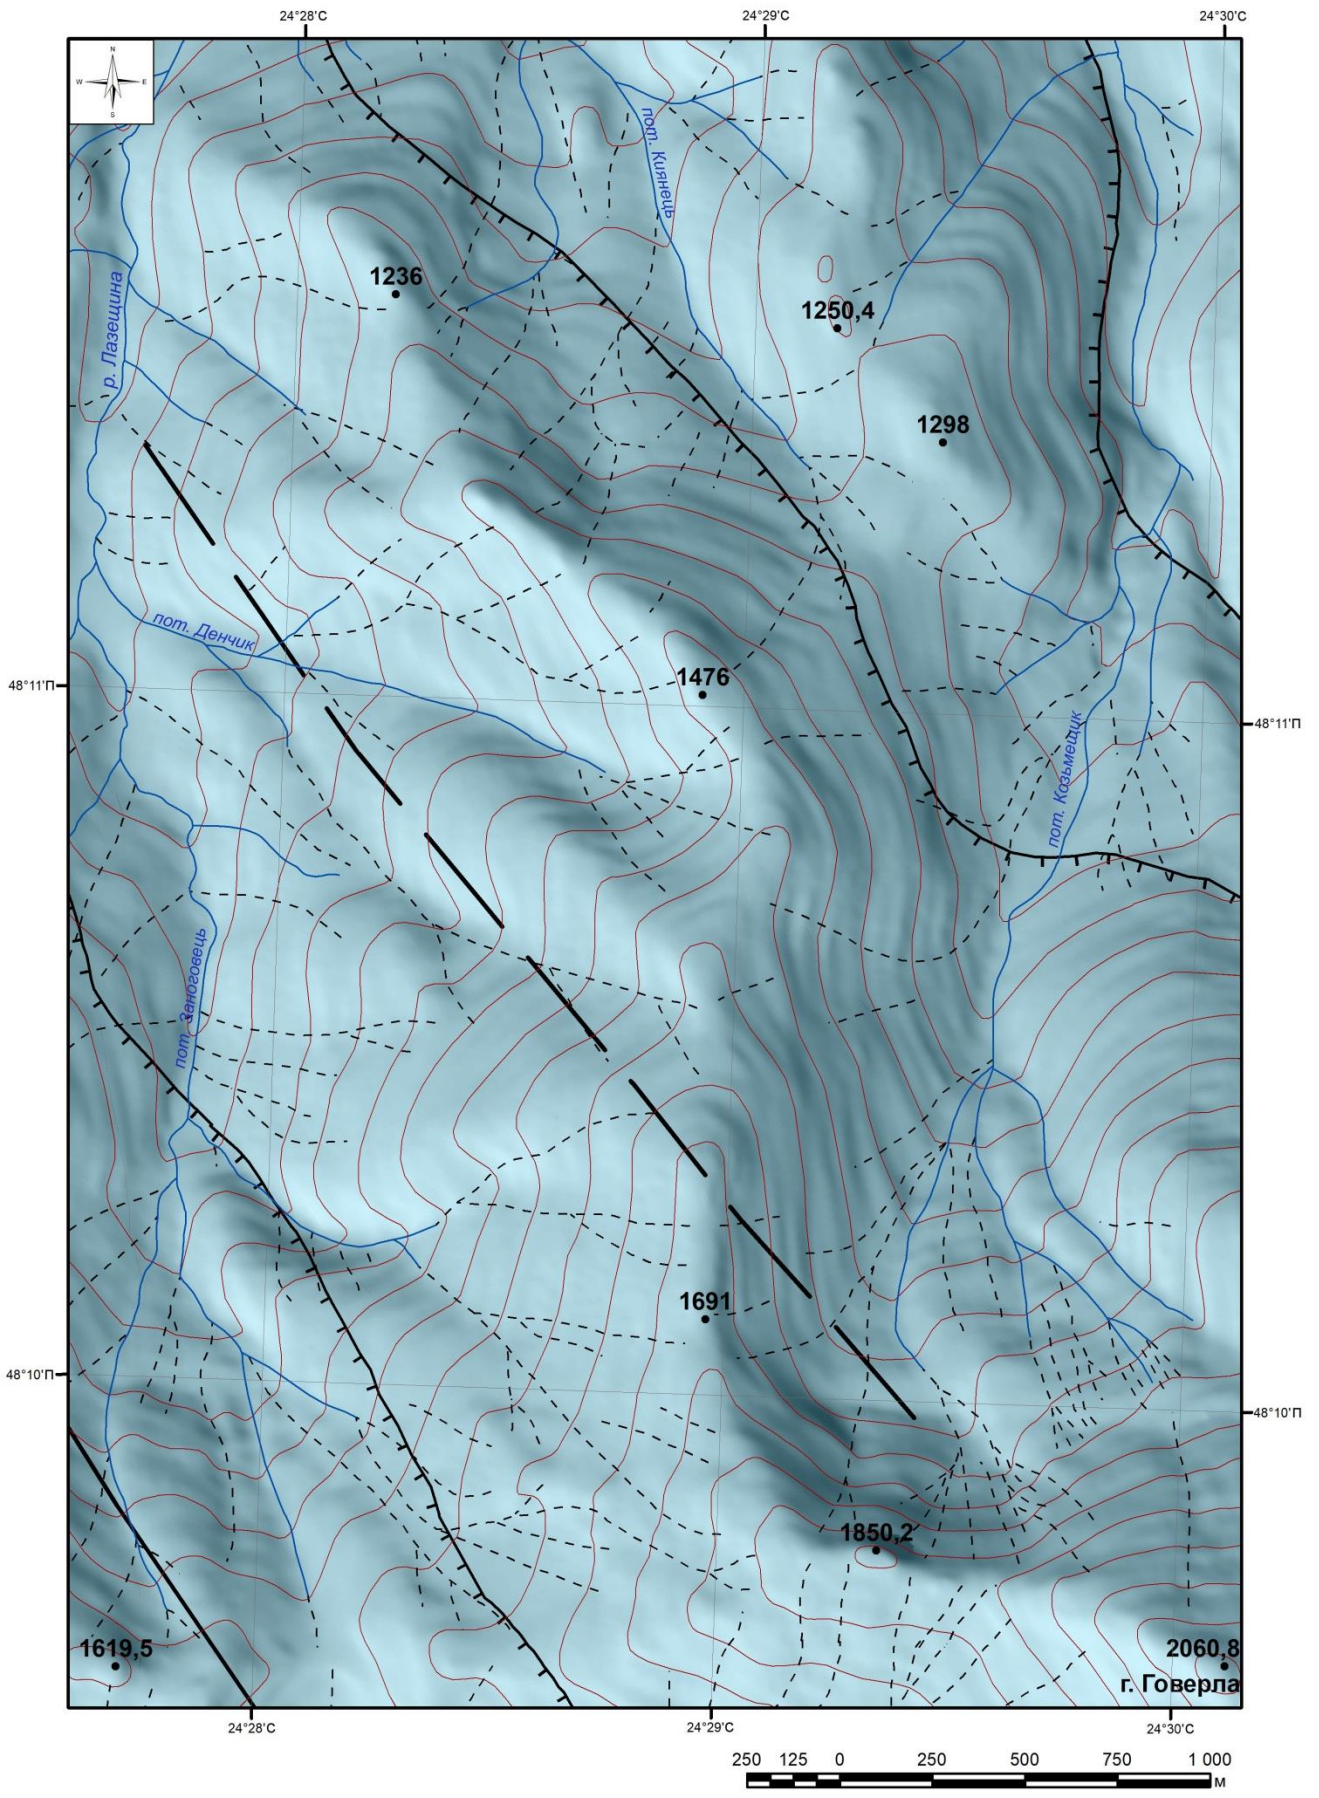 24°28'С
24°29'С
24°30'С
N
W
E
S
пот. Киянець
1236
р. Лазещина
1250,4
1298
пот. Денчик
48°11'П
1476
48°11'П
пот. Козьмещик
пот. Заноговець
1691
48°10'П
48°10'П
1850,2
1619,5
2060,8
г. Говерла
24°28'С
24°29'С
24°30'С
250 125 0 250 500 750 1 000
м